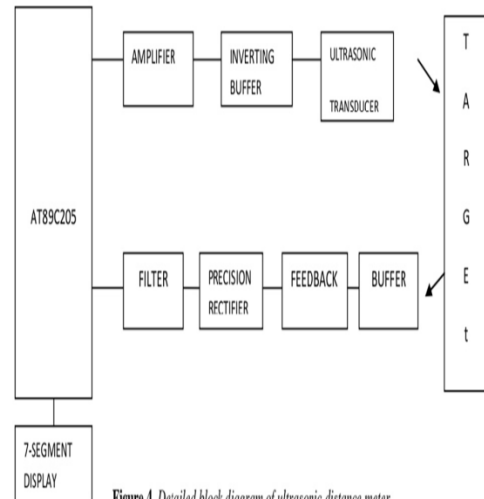 AMPLIFIER
INVERTING
BUFFER
ULTRASONIC
TRANSDUCER
T
A
R
G
E
t
AT89C205
FILTER
PRECISION
RECTIFIER
FEEDBACK
BUFFER
7-SEGMENT
DISPLAY
Figure 4. Detailed block diagram of ultrasonic distance meter